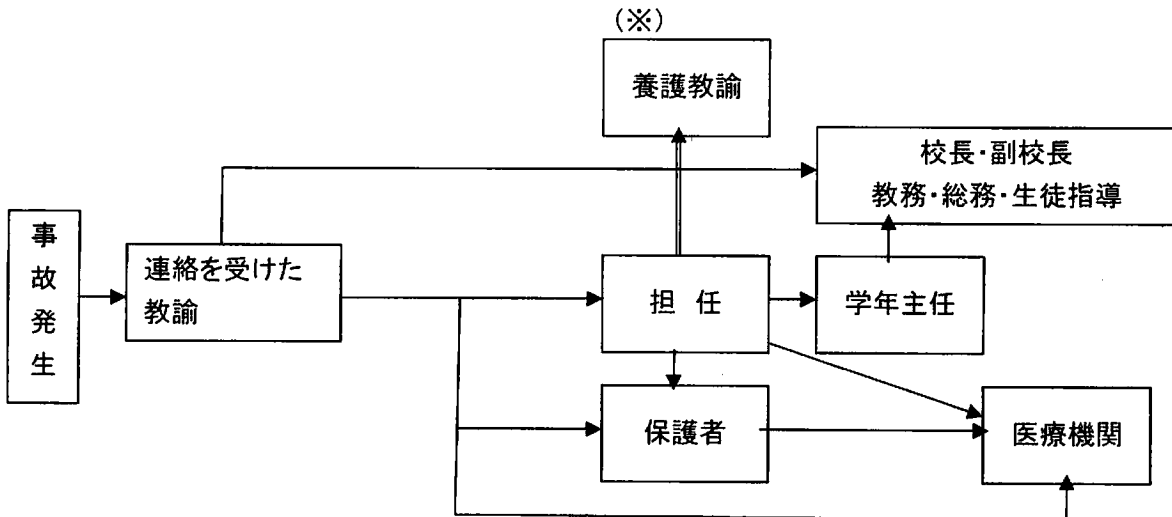 (※)
養護教諭
校長・副校長
教務・総務・生徒指導
事故発生
連絡を受けた
教諭
担 任
学年主任
保護者
医療機関